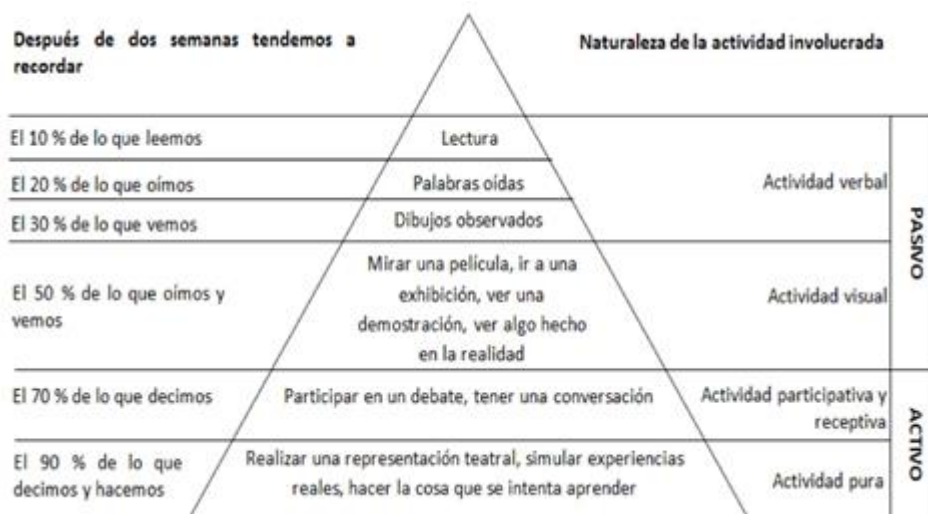 Después de dos semanas tendemos a
recordar
Naturaleza de la actividad involucrada
El 10 % de lo que leemos
Lectura
El 20 % de lo que oímos
Palabras oídas
Actividad verbal
El 30 % de lo que vemos
Dibujos observados
PASIVO
El 50 % de lo que oímos y
vemos
Mirar una película, ir a una
exhibición, ver una
demostración, ver algo hecho
en la realidad
Actividad visual
El 70 % de lo que decimos
Participar en un debate, tener una conversación
Actividad participativa y
receptiva
ACTIVO
El 90 % de lo que
decimos y hacemos
Realizar una representación teatral, simular experiencias
reales, hacer la cosa que se intenta aprender
Actividad pura